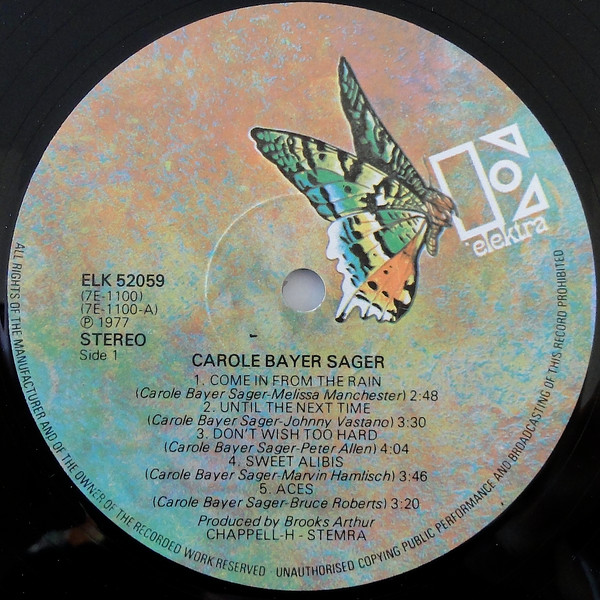 elektra
ELK 52059
(7E-1100)
(7E-1100-A)
Ⓟ 1977
STEREO
Side 1
CAROLE BAYER SAGER
1. COME IN FROM THE RAIN
(Carole Bayer Sager-Melissa Manchester) 2:48
2. UNTIL THE NEXT TIME
(Carole Bayer Sager-Johnny Vastano) 3:30
3. DON'T WISH TOO HARD
(Carole Bayer Sager-Peter Allen) 4:04
4. SWEET ALIBIS
(Carole Bayer Sager-Marvin Hamlisch) 3:46
5. ACES
(Carole Bayer Sager-Bruce Roberts) 3:20
Produced by Brooks Arthur
CHAPPELL-H - STEMRA
ALL RIGHTS OF THE MANUFACTURER AND OF THE OWNER OF THE RECORDED WORK RESERVED · UNAUTHORISED COPYING PUBLIC PERFORMANCE AND BROADCASTING OF THIS RECORD PROHIBITED